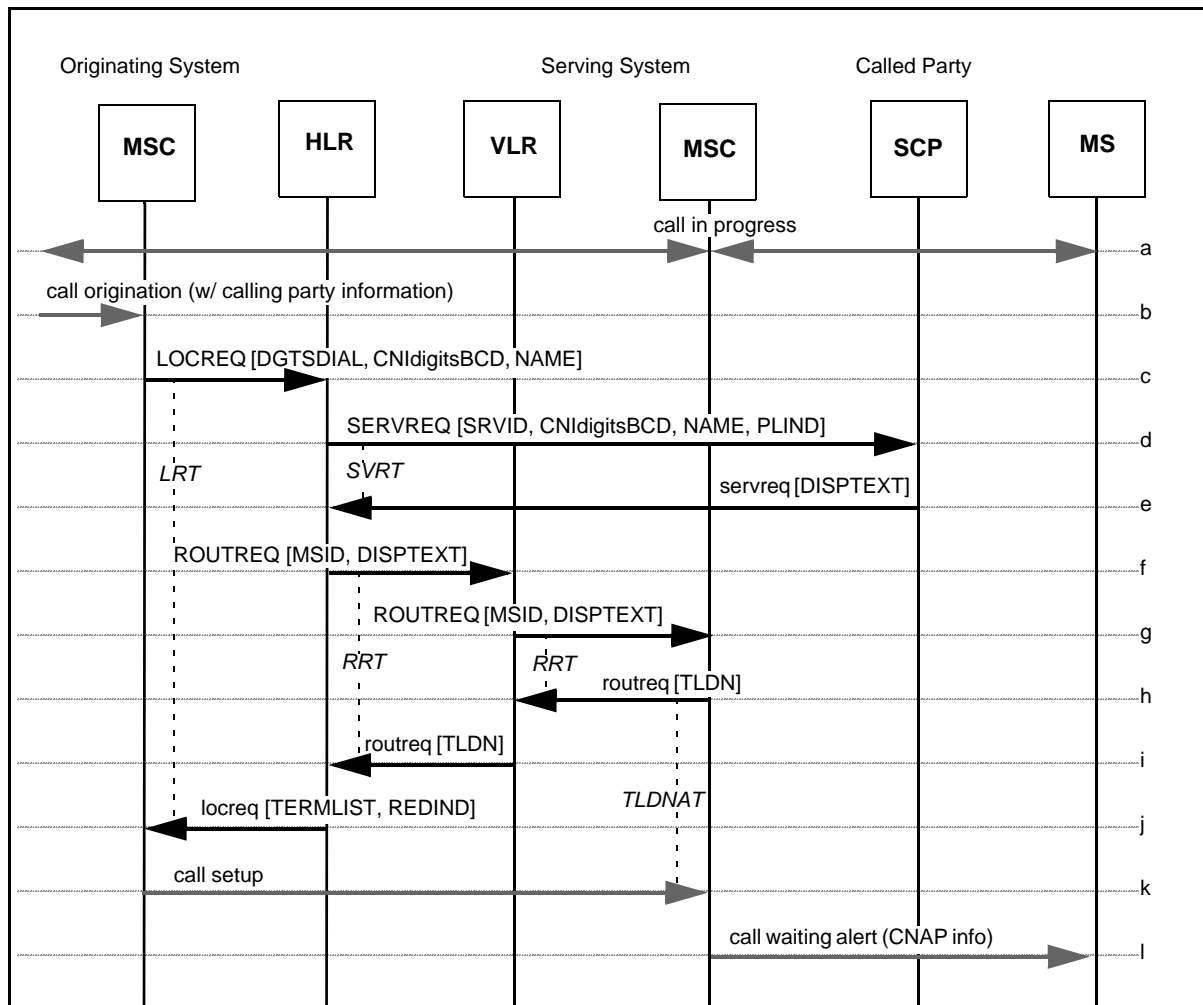 Originating System Serving System Called Party
MSC HLR VLR MSC SCP MS
call in progress
a
call origination (w/ calling party information)
b
LOCREQ [DGTSDIAL, CNIdigitsBCD, NAME]
c
SERVREQ [SRVID, CNIdigitsBCD, NAME, PLIND]
d
LRT SVRT
servreq [DISPTEXT]
e
ROUTREQ [MSID, DISPTEXT]
f
ROUTREQ [MSID, DISPTEXT]
g
RRT RRT
routreq [TLDN]
h
routreq [TLDN]
i
TLDNAT
locreq [TERMLIST, REDIND]
j
call setup
k
call waiting alert (CNAP info)
l